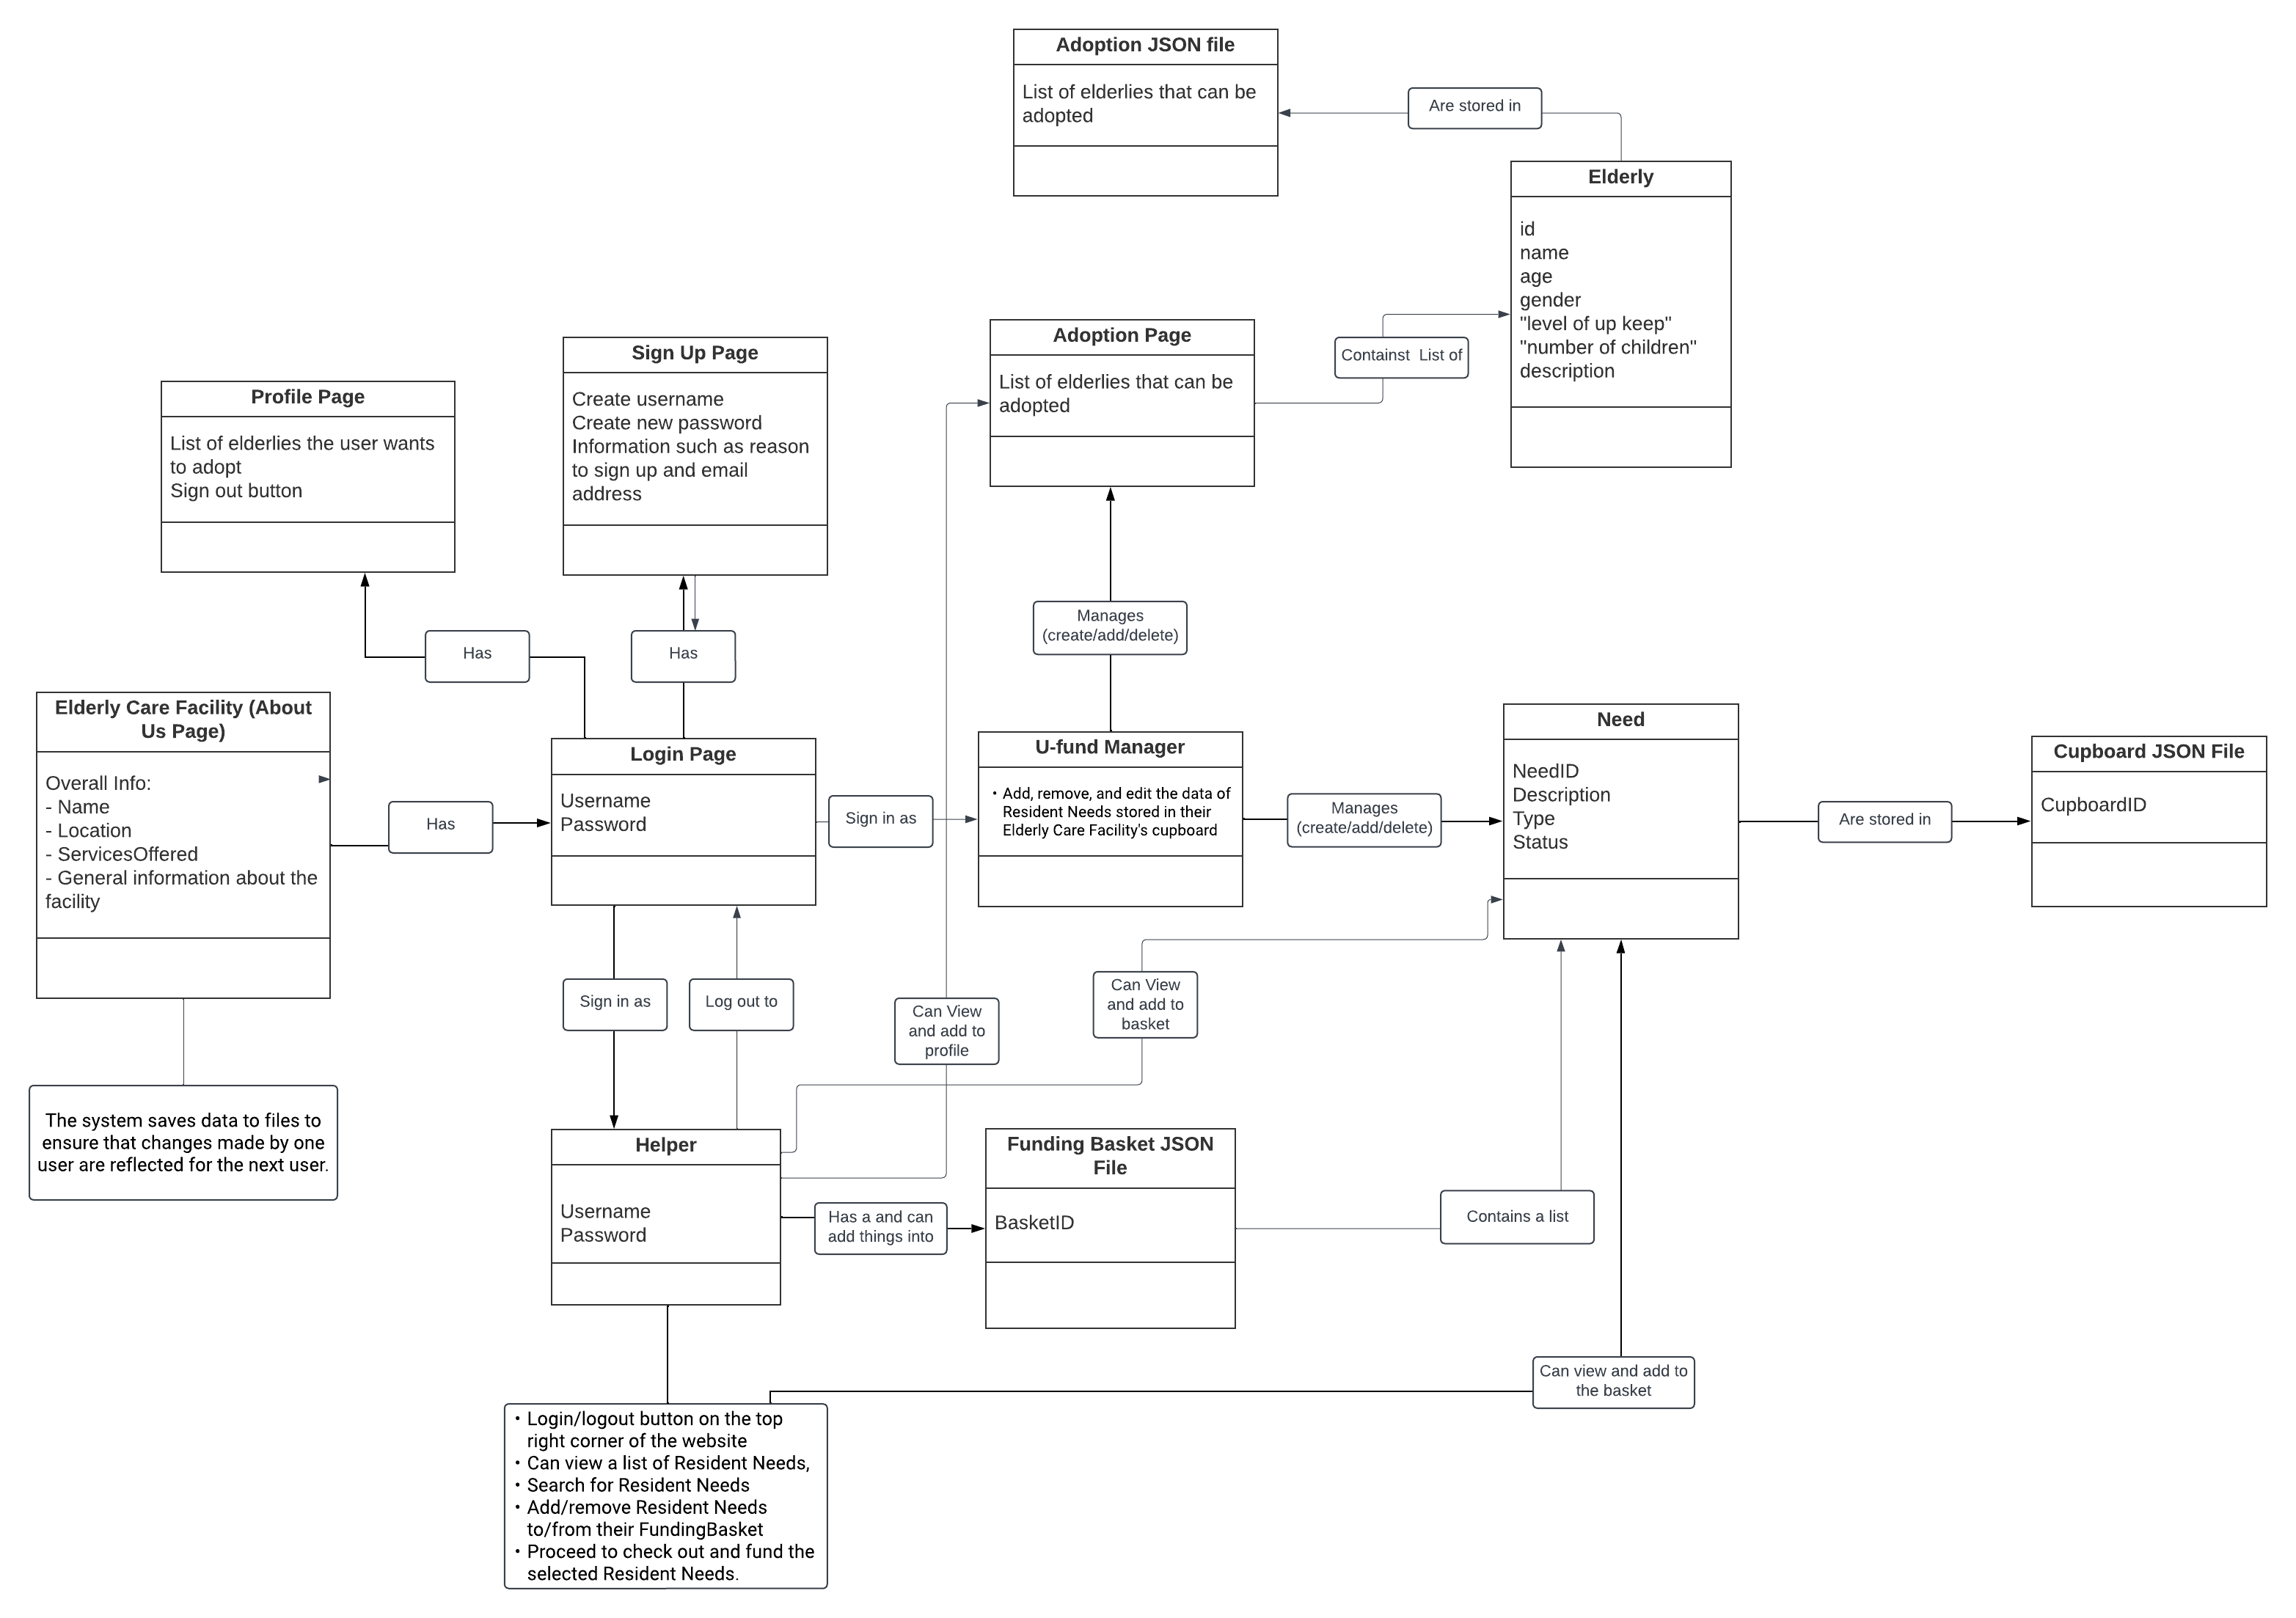 Adoption JSON file
List of elderlies that can be
adopted
Are stored in
Elderly
id
name
age
gender
"level of up keep"
"number of children"
description
Adoption Page
List of elderlies that can be
adopted
Containst  List of
Sign Up Page
Create username
Create new password
Information such as reason
to sign up and email
address
Profile Page
List of elderlies the user wants
to adopt
Sign out button
Manages
(create/add/delete)
Has
Has
Elderly Care Facility (About
Us Page)
Overall Info:
- Name
- Location
- ServicesOffered
- General information about the
facility
Has
Login Page
Username
Password
Sign in as
U-fund Manager
• Add, remove, and edit the data of
Resident Needs stored in their
Elderly Care Facility's cupboard
Manages
(create/add/delete)
Need
NeedID
Description
Type
Status
Are stored in
Cupboard JSON File
CupboardID
Sign in as
Log out to
Can View
and add to
profile
Can View
and add to
basket
The system saves data to files to
ensure that changes made by one
user are reflected for the next user.
Helper
Username
Password
Has a and can
add things into
Funding Basket JSON
File
BasketID
Contains a list
Can view and add to
the basket
• Login/logout button on the top
right corner of the website
• Can view a list of Resident Needs,
• Search for Resident Needs
• Add/remove Resident Needs
to/from their FundingBasket
• Proceed to check out and fund the
selected Resident Needs.